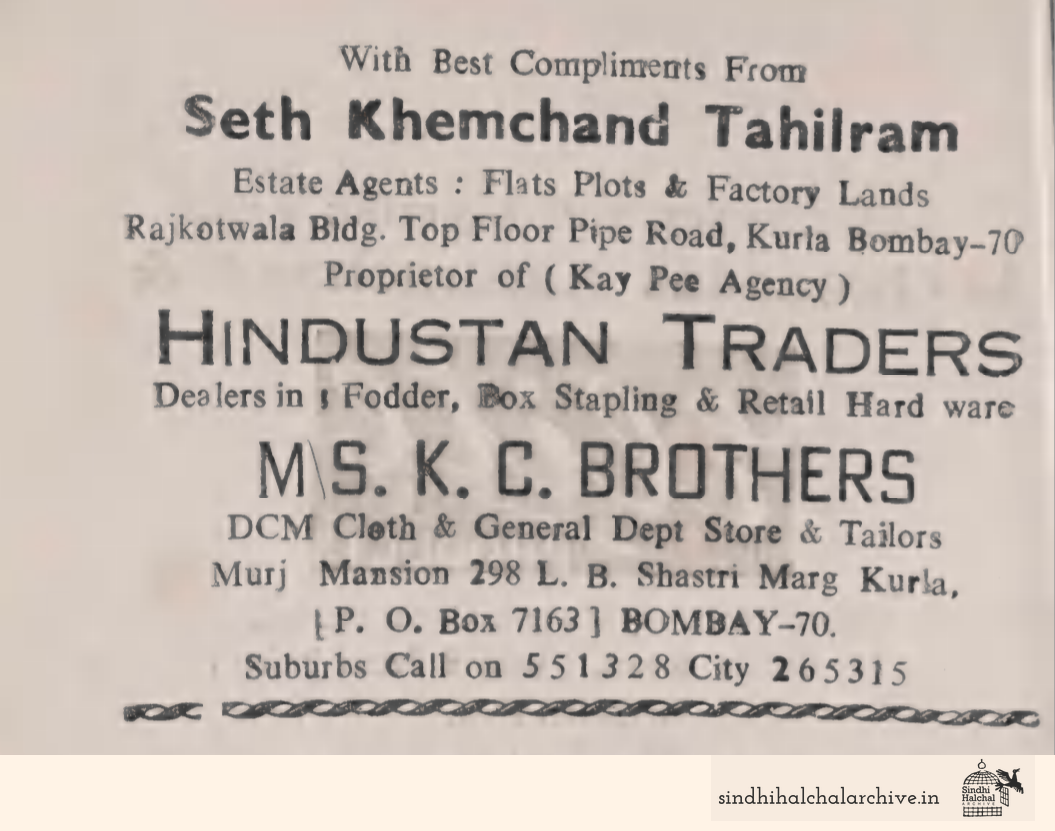 With Best Compliments From
Seth Khemchand Tahilram
Estate Agents : Flats Plots & Factory Lands
Rajkotwala Bldg. Top Floor Pipe Road, Kurla Bombay-70
Proprietor of ( Kay Pee Agency )
HINDUSTAN TRADERS
Dealers in : Fodder, Box Stapling & Retail Hard ware
M\S. K. C. BROTHERS
DCM Cloth & General Dept Store & Tailors
Murj Mansion 298 L. B. Shastri Marg Kurla,
[ P. O. Box 7163 ] BOMBAY-70.
Suburbs Call on 551328 City 265315
sindhihalchalarchive.in
Sindhi
Halchal
ARCHIVE